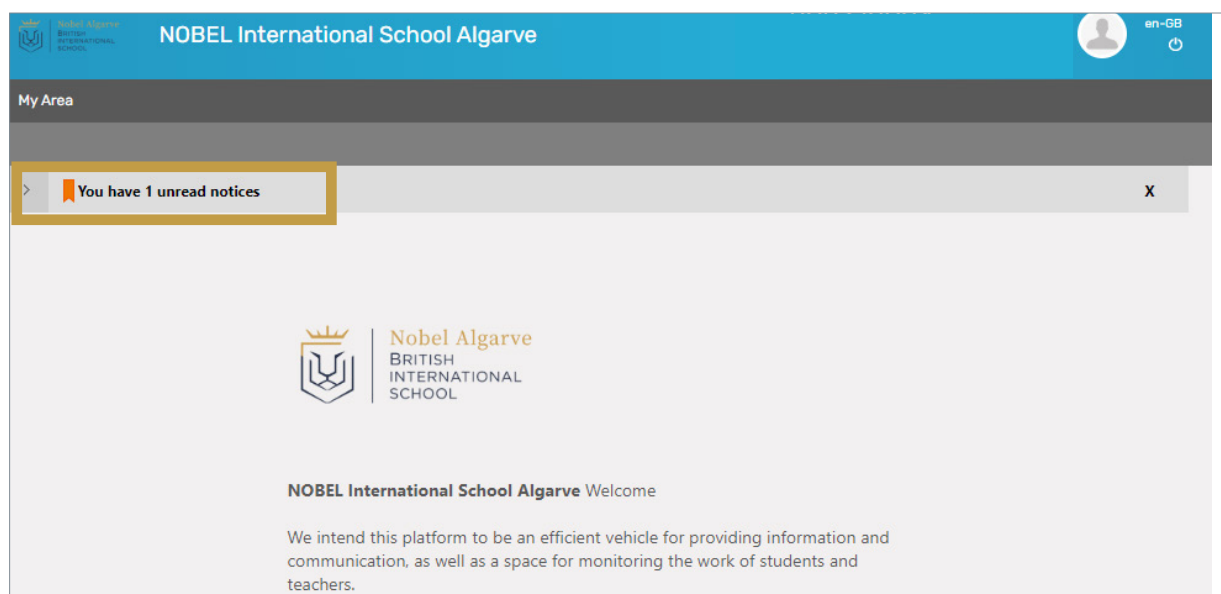 Nobel Algarve
BRITISH
INTERNATIONAL
SCHOOL
NOBEL International School Algarve
en-GB
My Area
> You have 1 unread notices X
Nobel Algarve
BRITISH
INTERNATIONAL
SCHOOL
NOBEL International School Algarve Welcome
We intend this platform to be an efficient vehicle for providing information and
communication, as well as a space for monitoring the work of students and
teachers.